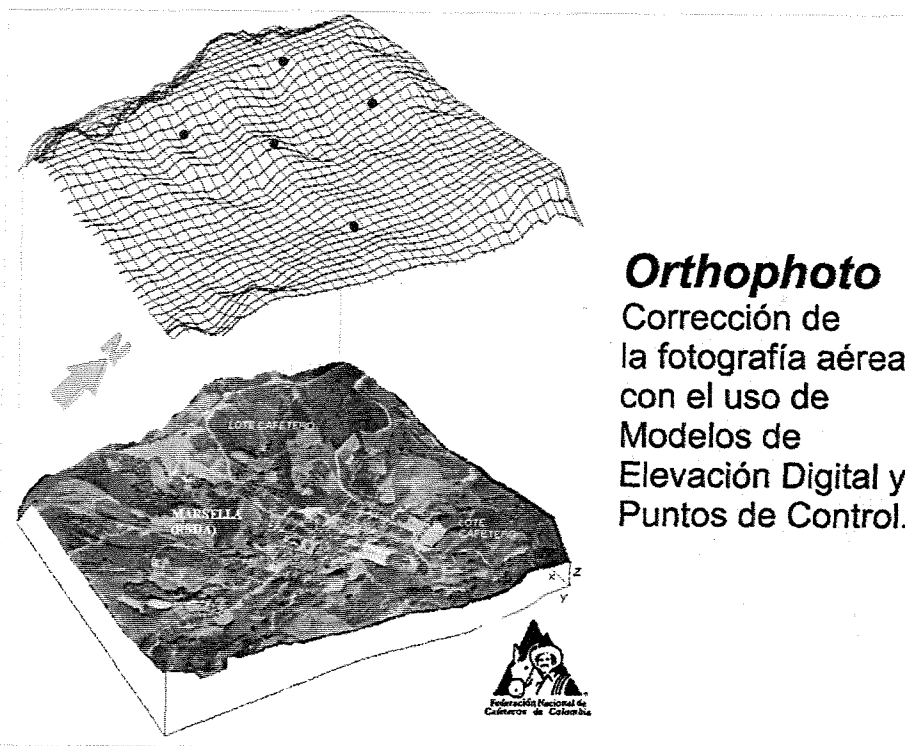 Orthophoto
Corrección de
la fotografía aérea
con el uso de
Modelos de
Elevación Digital y
Puntos de Control.
LOTE CAFETERO
MARSELLA
(RSDA)
LOTE
CAFETERO
X
Z
Y
Federación Nacional de
Cafeteros de Colombia